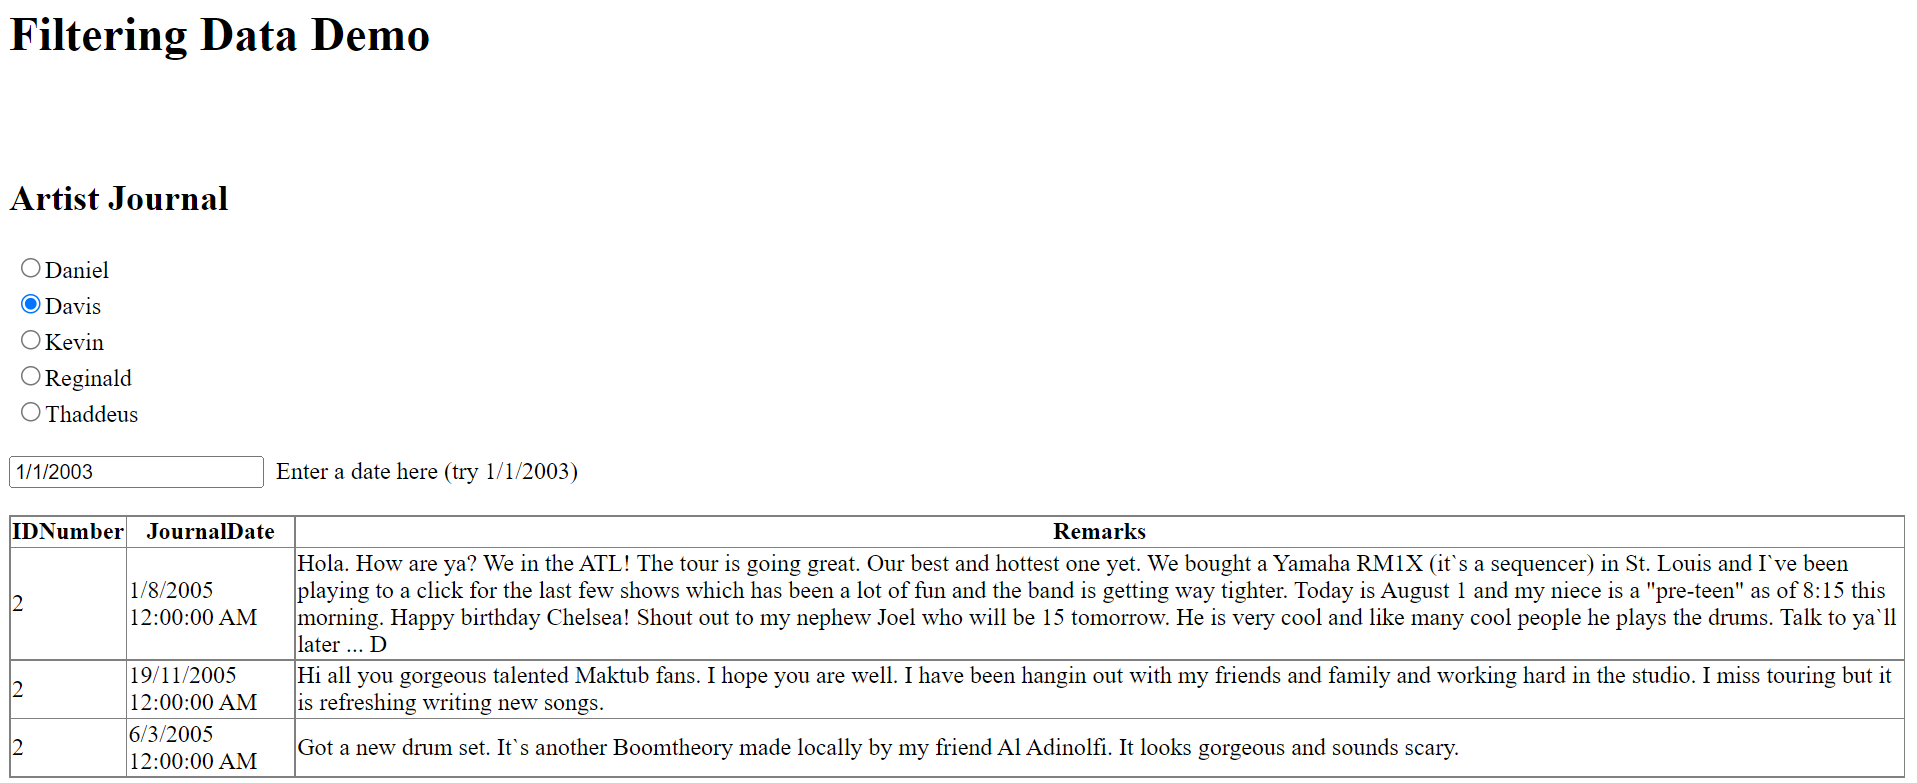 Filtering Data Demo
Artist Journal
Daniel
Davis
Kevin
Reginald
Thaddeus
1/1/2003 Enter a date here (try 1/1/2003)
IDNumber JournalDate Remarks
2 1/8/2005 12:00:00 AM Hola. How are ya? We in the ATL! The tour is going great. Our best and hottest one yet. We bought a Yamaha RM1X (it`s a sequencer) in St. Louis and I`ve been
playing to a click for the last few shows which has been a lot of fun and the band is getting way tighter. Today is August 1 and my niece is a "pre-teen" as of 8:15 this
morning. Happy birthday Chelsea! Shout out to my nephew Joel who will be 15 tomorrow. He is very cool and like many cool people he plays the drums. Talk to ya`ll
later ... D
2 19/11/2005 12:00:00 AM Hi all you gorgeous talented Maktub fans. I hope you are well. I have been hangin out with my friends and family and working hard in the studio. I miss touring but it
is refreshing writing new songs.
2 6/3/2005 12:00:00 AM Got a new drum set. It`s another Boomtheory made locally by my friend Al Adinolfi. It looks gorgeous and sounds scary.